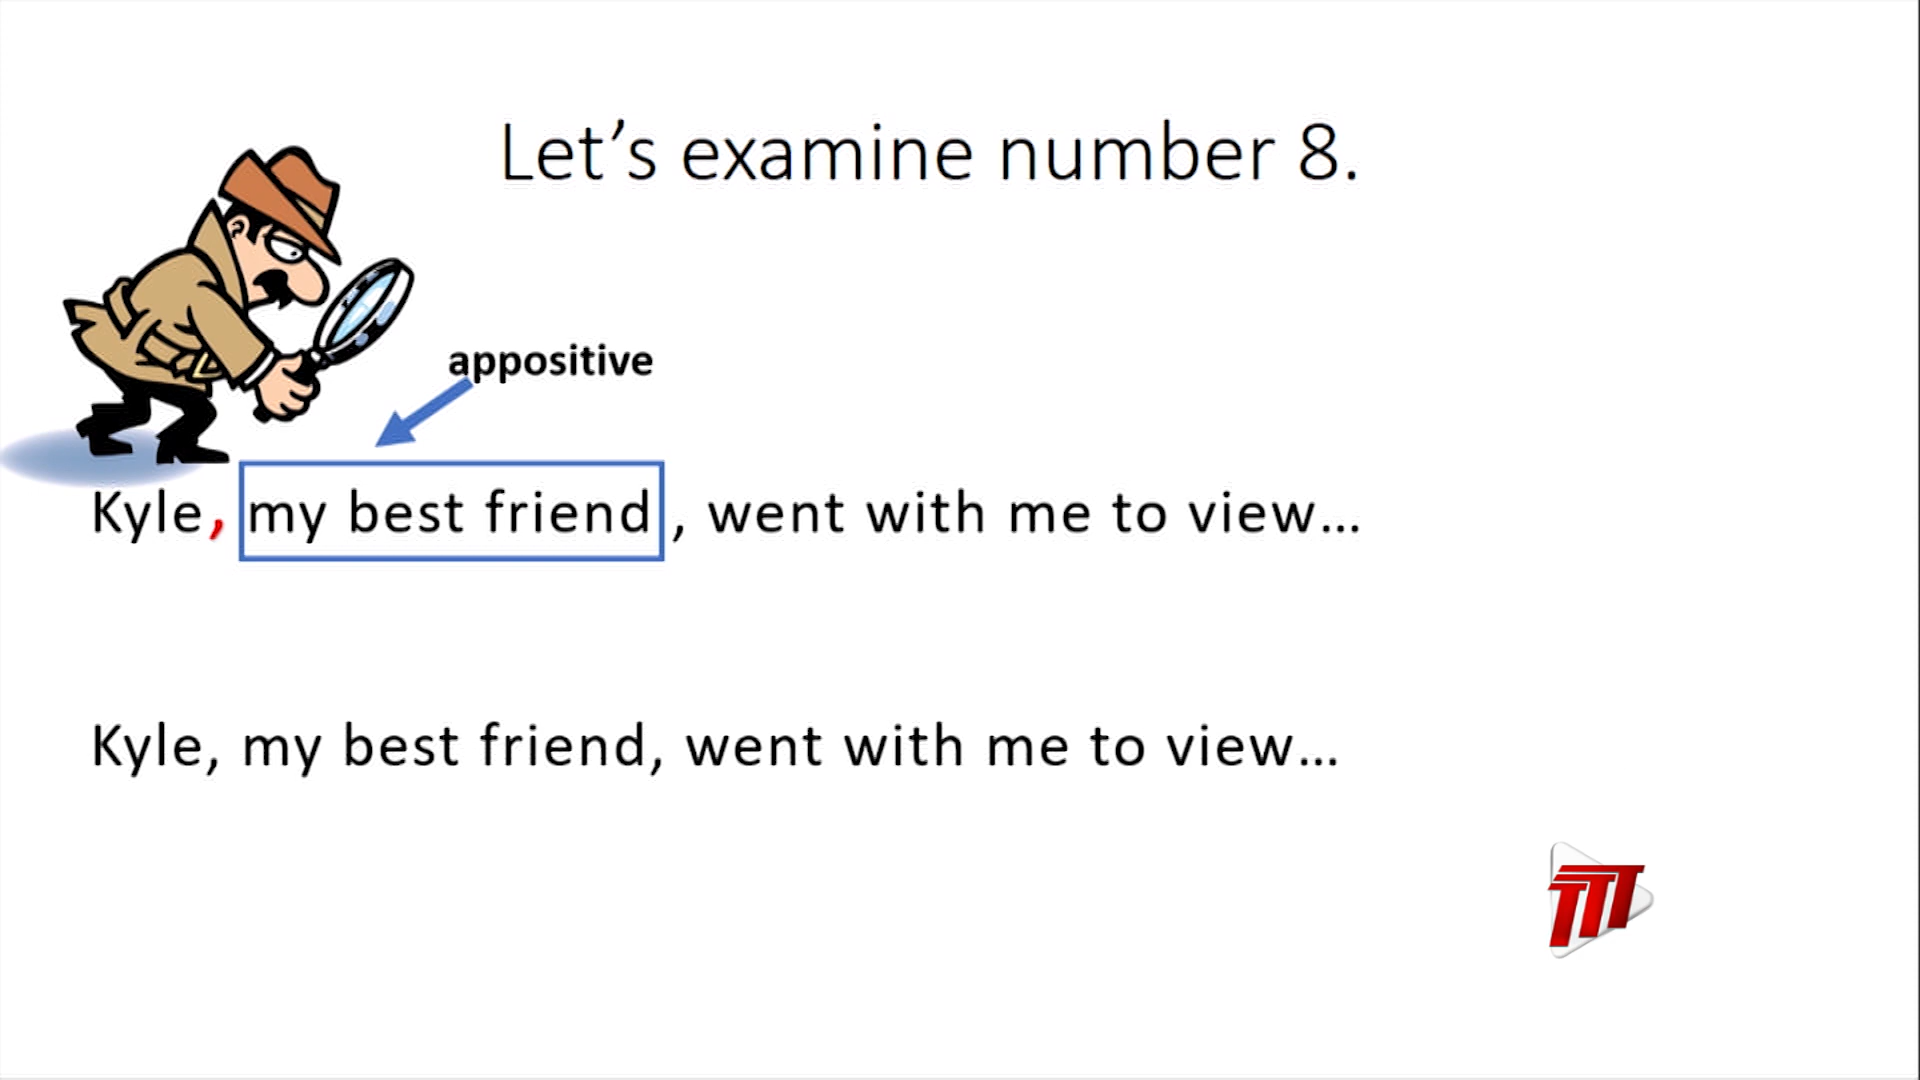 Let’s examine number 8.
appositive
Kyle, my best friend , went with me to view…
Kyle, my best friend, went with me to view…
TTT